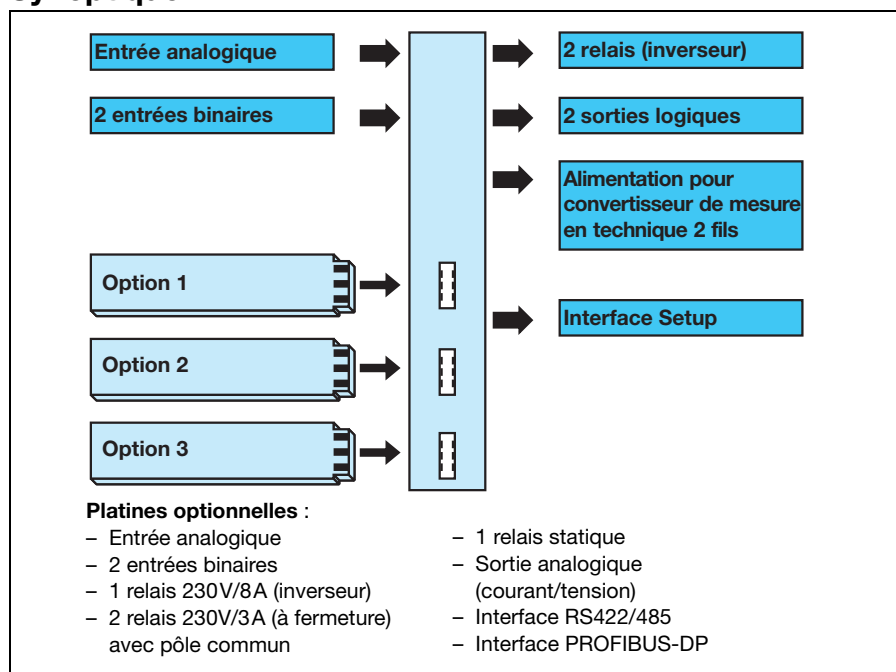 Entrée analogique
2 relais (inverseur)
2 entrées binaires
2 sorties logiques
Alimentation pour
convertisseur de mesure
en technique 2 fils
Option 1
Interface Setup
Option 2
Option 3
Platines optionnelles :
– Entrée analogique
– 2 entrées binaires
– 1 relais 230V/8A (inverseur)
– 2 relais 230V/3A (à fermeture)
avec pôle commun
– 1 relais statique
– Sortie analogique
(courant/tension)
– Interface RS422/485
– Interface PROFIBUS-DP